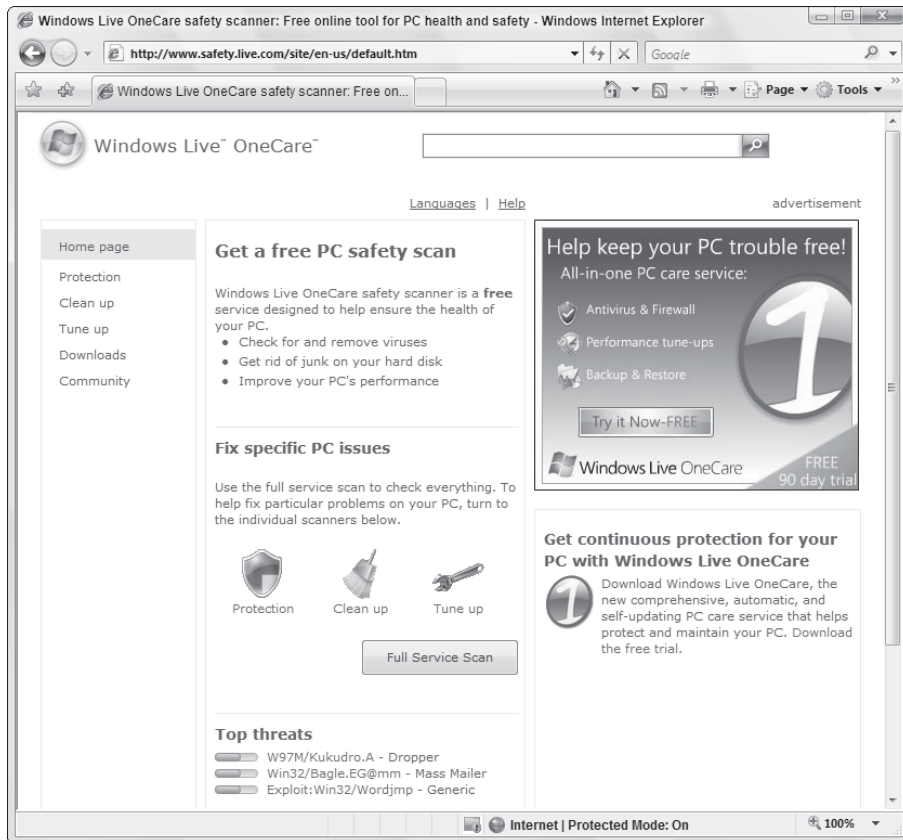 Windows Live OneCare safety scanner: Free online tool for PC health and safety - Windows Internet Explorer
http://www.safety.live.com/site/en-us/default.htm
Google
Windows Live OneCare safety scanner: Free on...
Page
Tools
Windows Live™ OneCare™
Languages | Help
advertisement
Home page
Protection
Clean up
Tune up
Downloads
Community
Get a free PC safety scan
Windows Live OneCare safety scanner is a free
service designed to help ensure the health of
your PC.
• Check for and remove viruses
• Get rid of junk on your hard disk
• Improve your PC's performance
Fix specific PC issues
Use the full service scan to check everything. To
help fix particular problems on your PC, turn to
the individual scanners below.
Protection
Clean up
Tune up
Full Service Scan
Top threats
W97M/Kukudro.A - Dropper
Win32/Bagle.EG@mm - Mass Mailer
Exploit:Win32/Wordjmp - Generic
Help keep your PC trouble free!
All-in-one PC care service:
Antivirus & Firewall
Performance tune-ups
Backup & Restore
1
Try it Now-FREE
Windows Live OneCare
FREE
90 day trial
Get continuous protection for your
PC with Windows Live OneCare
1
Download Windows Live OneCare, the
new comprehensive, automatic, and
self-updating PC care service that helps
protect and maintain your PC. Download
the free trial.
Internet | Protected Mode: On
100%